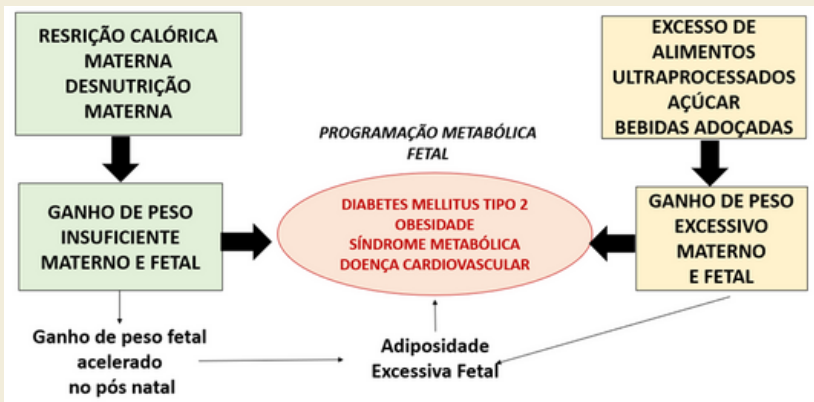 RESRIÇÃO CALÓRICA
MATERNA
DESNUTRIÇÃO
MATERNA
EXCESSO DE
ALIMENTOS
ULTRAPROCESSADOS
AÇÚCAR
BEBIDAS ADOÇADAS
PROGRAMAÇÃO METABÓLICA
FETAL
GANHO DE PESO
INSUFICIENTE
MATERNO E FETAL
DIABETES MELLITUS TIPO 2
OBESIDADE
SÍNDROME METABÓLICA
DOENÇA CARDIOVASCULAR
GANHO DE PESO
EXCESSIVO
MATERNO
E FETAL
Ganho de peso fetal
acelerado
no pós natal
Adiposidade
Excessiva Fetal